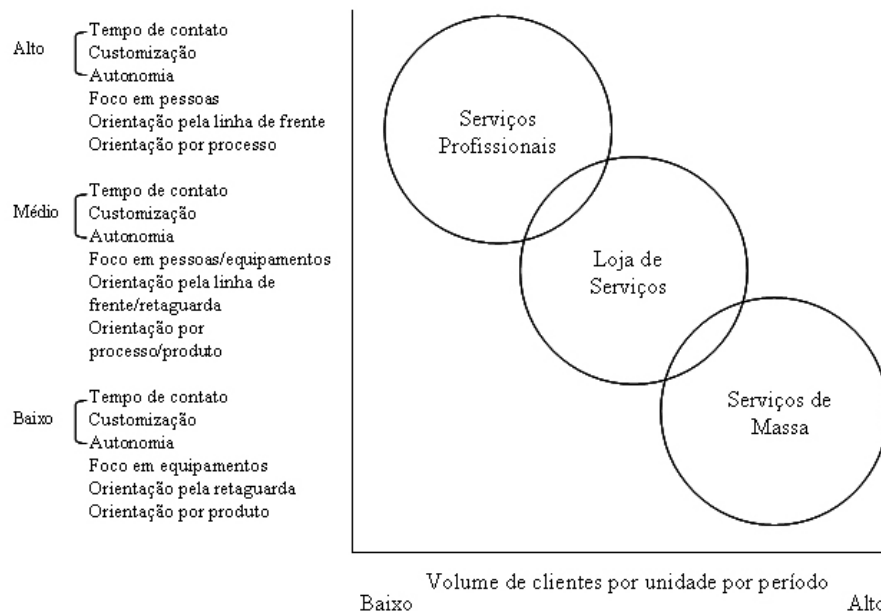 Alto
Tempo de contato
Customização
Autonomia
Foco em pessoas
Orientação pela linha de frente
Orientação por processo
Médio
Tempo de contato
Customização
Autonomia
Foco em pessoas/equipamentos
Orientação pela linha de
frente/retaguarda
Orientação por
processo/produto
Baixo
Tempo de contato
Customização
Autonomia
Foco em equipamentos
Orientação pela retaguarda
Orientação por produto
Serviços
Profissionais
Loja de
Serviços
Serviços de
Massa
Volume de clientes por unidade por período
Baixo
Alto